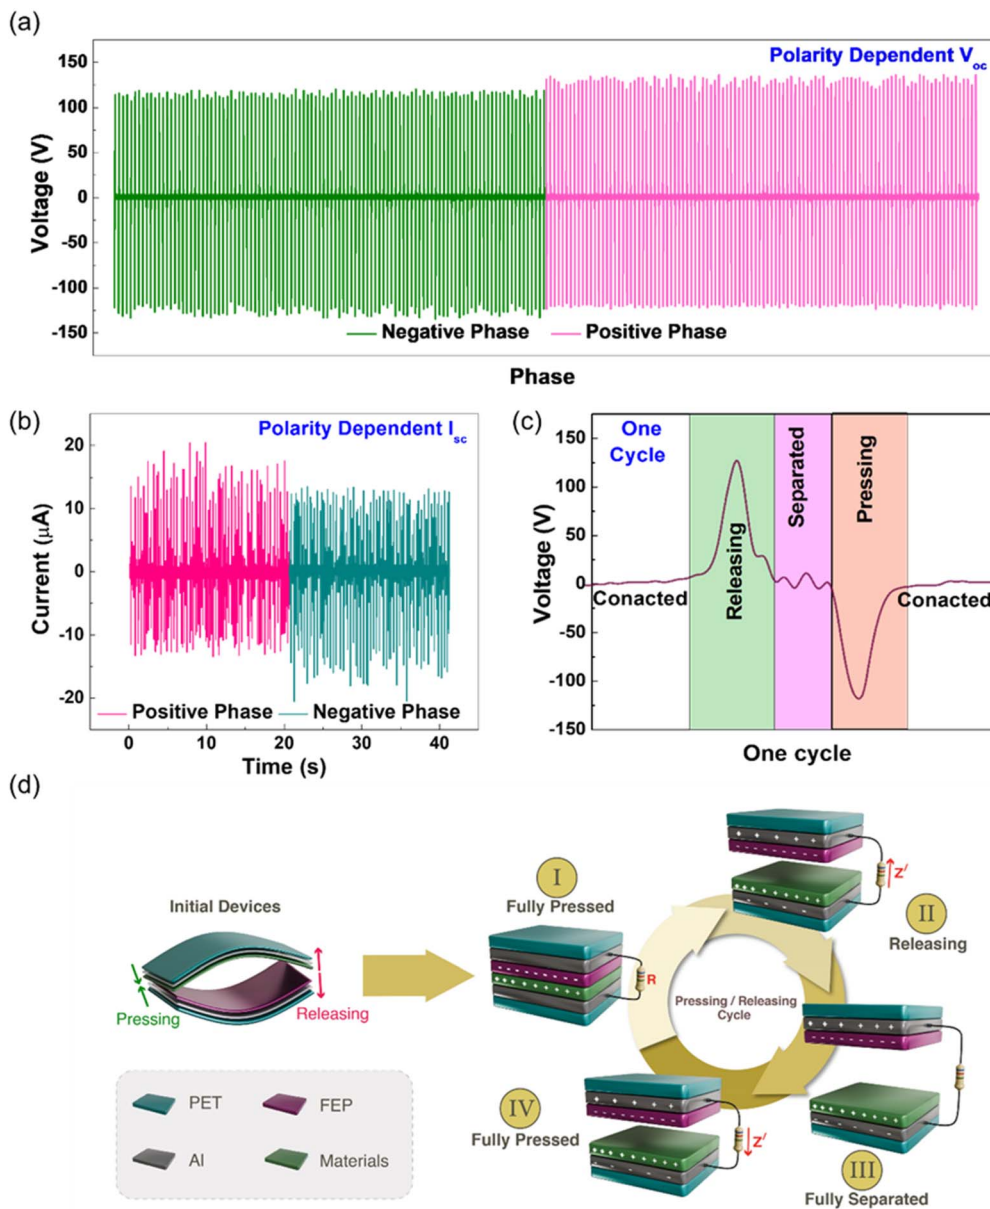 (a)
Polarity Dependent Voc
150
100
50
0
-50
-100
-150
Voltage (V)
Negative Phase
Positive Phase
Phase
(b)
Polarity Dependent Isc
20
10
0
-10
-20
Current (μA)
Positive Phase
Negative Phase
0
10
20
30
40
Time (s)
(c)
One
Cycle
150
100
50
0
-50
-100
-150
Voltage (V)
Conacted
Releasing
Separated
Pressing
Conacted
One cycle
(d)
Initial Devices
Pressing
Releasing
I
Fully Pressed
R
Z'
II
Releasing
Pressing / Releasing
Cycle
IV
Fully Pressed
Z'
III
Fully Separated
PET
FEP
Al
Materials